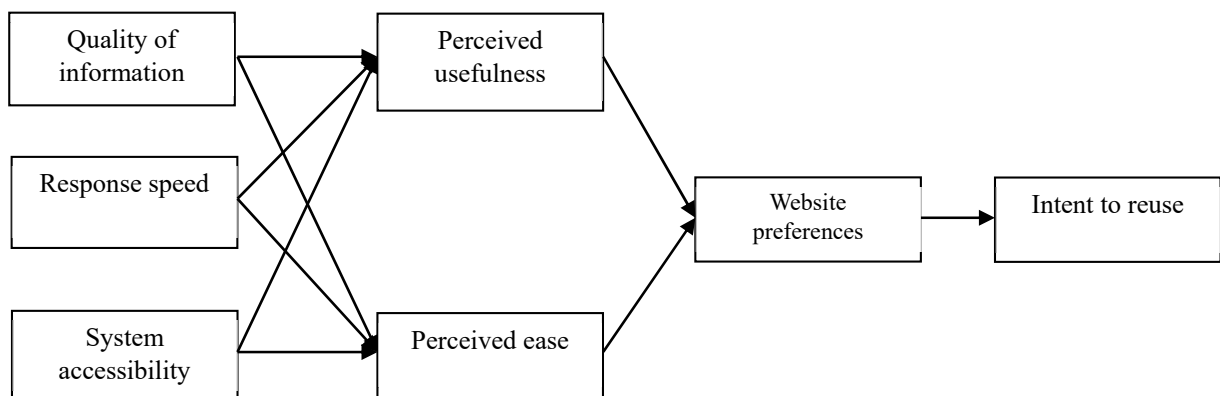 Quality of
information
Perceived
usefulness
Response speed
Website
preferences
Intent to reuse
System
accessibility
Perceived ease